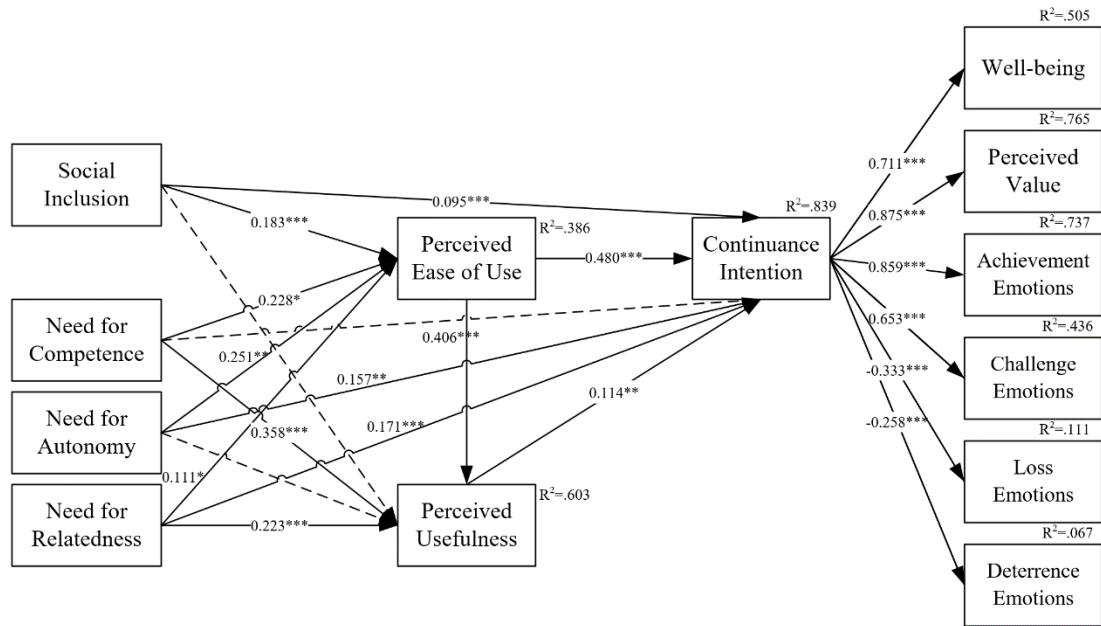 R²=.505
Well-being
R²=.765
0.711***
Social
Inclusion
Perceived
Value
0.095***
R²=.839
0.875***
R²=.737
0.183***
R²=.386
Perceived
Ease of Use
0.480***
Continuance
Intention
0.859***
Achievement
Emotions
0.228*
0.653***
R²=.436
Need for
Competence
0.406***
0.251**
Challenge
Emotions
-0.333***
0.157**
0.114**
-0.258***
R²=.111
Need for
Autonomy
0.358***
0.171***
Loss
Emotions
0.111*
R²=.603
Need for
Relatedness
0.223***
Perceived
Usefulness
R²=.067
Deterrence
Emotions